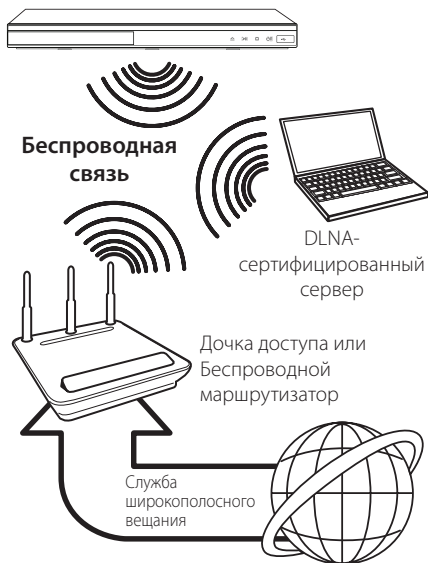 Беспроводная
связь
DLNA-
сертифицированный
сервер
Дочка доступа или
Беспроводной
маршрутизатор
Служба
широкополосного
вещания